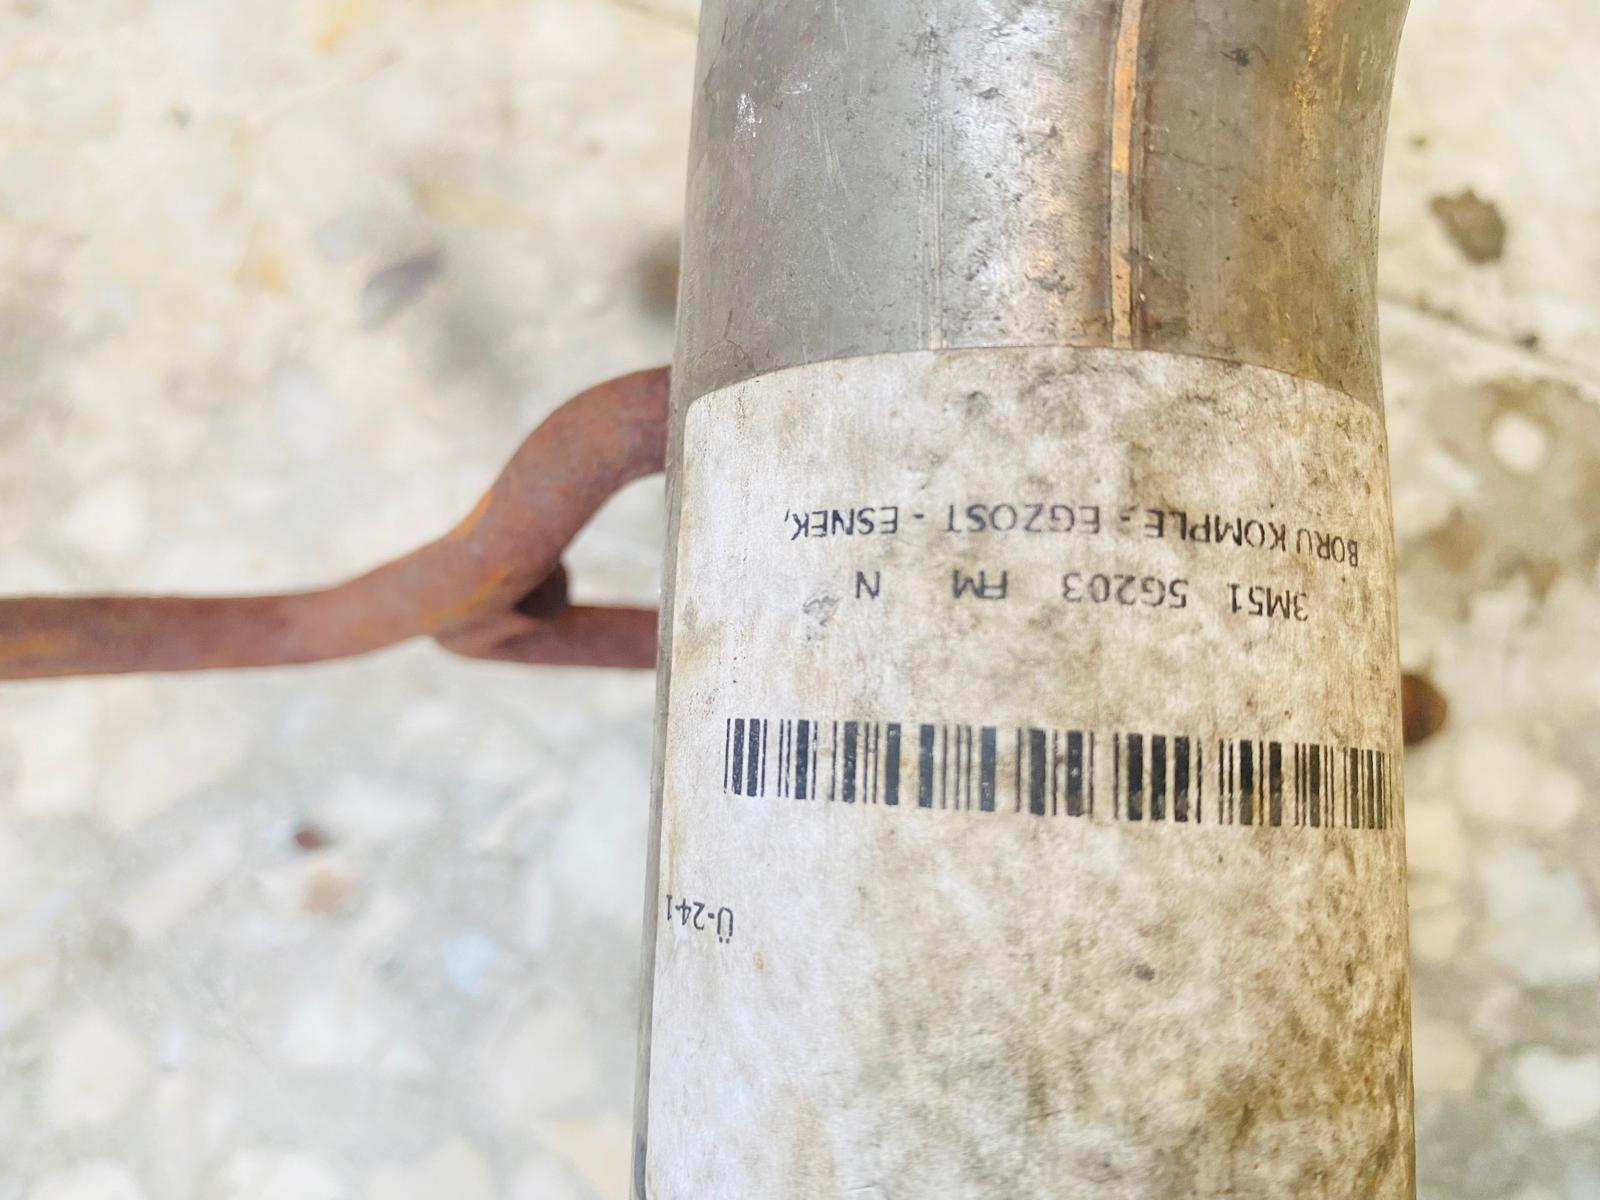 BORU KOMPLE - EGZOST - ESNEK,
3M51 5G203 FM N
Ü-24-1